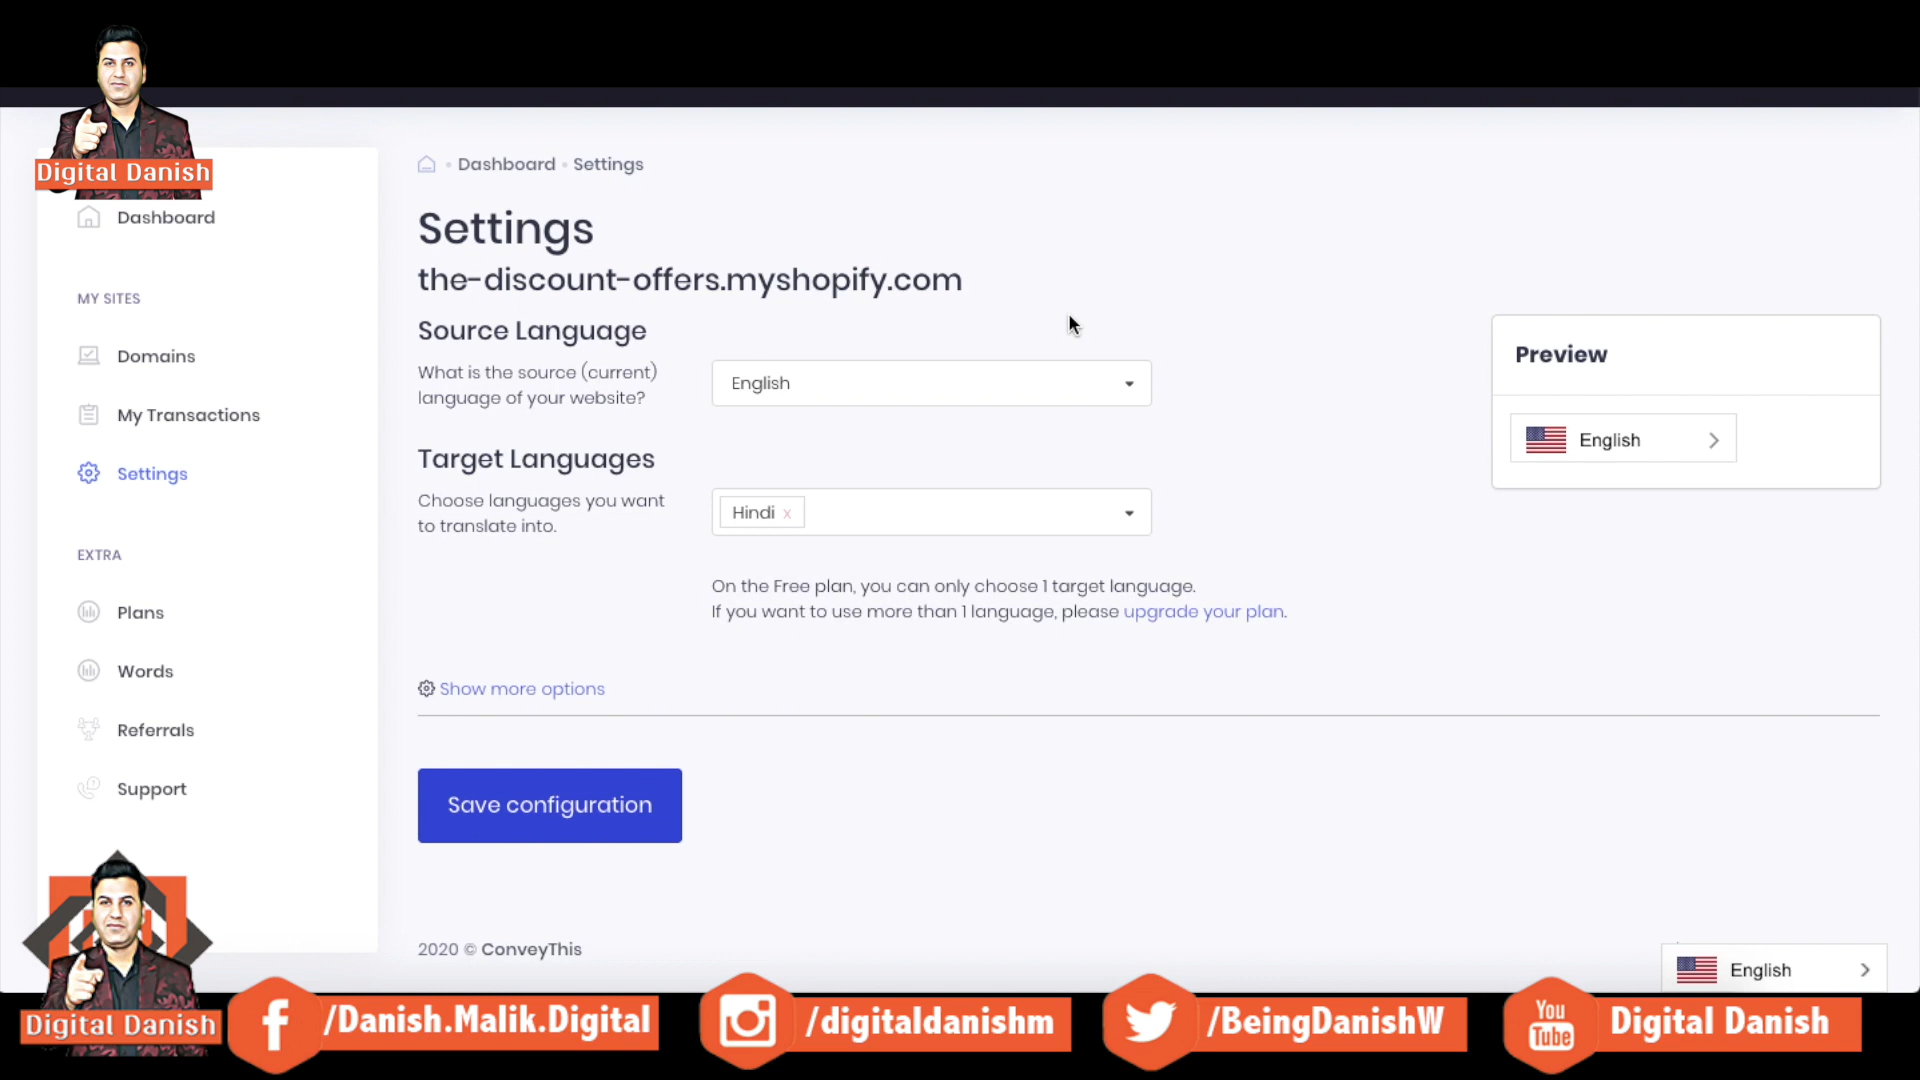 Digital Danish
Dashboard
MY SITES
Domains
My Transactions
Settings
EXTRA
Plans
Words
Referrals
Support
Dashboard Settings
Settings
the-discount-offers.myshopify.com
Source Language
What is the source (current)
language of your website?
English
Target Languages
Choose languages you want
to translate into.
Hindi x
On the Free plan, you can only choose 1 target language.
If you want to use more than 1 language, please upgrade your plan.
Show more options
Save configuration
Preview
English
2020 © ConveyThis
English
Digital Danish
f
/Danish.Malik.Digital
/digitaldanishm
/BeingDanishW
You
Tube
Digital Danish